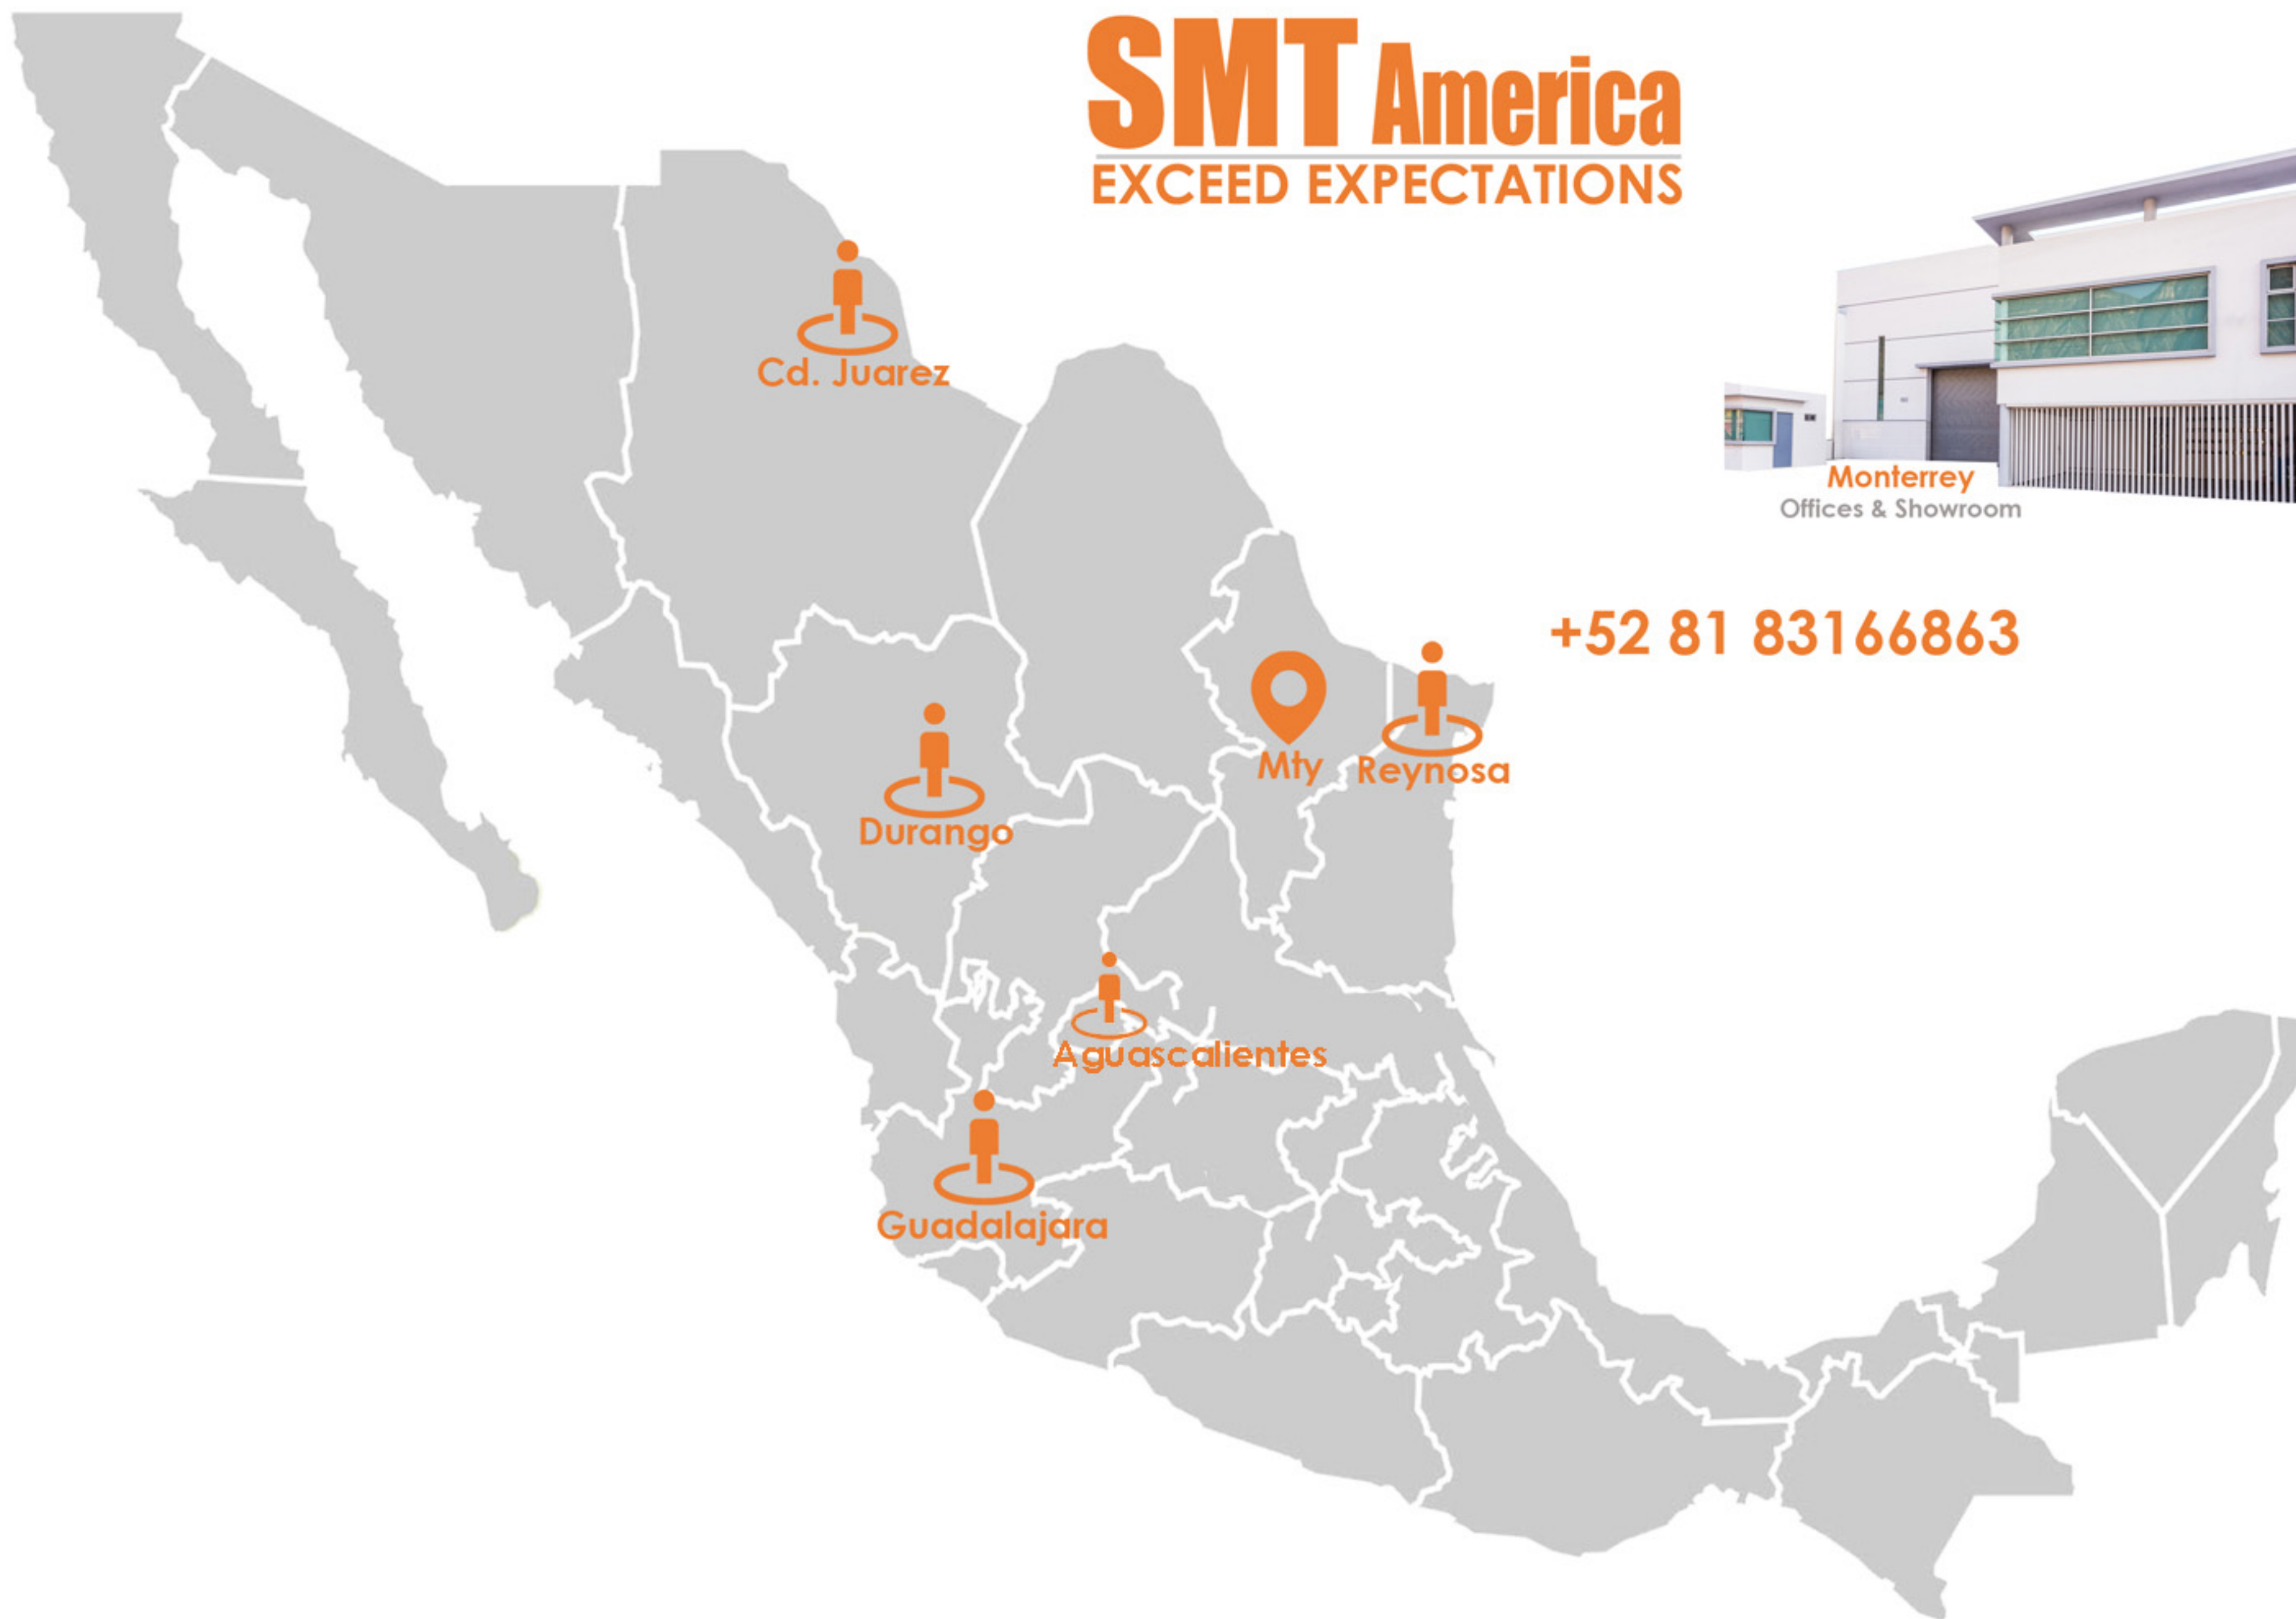 SMT America
EXCEED EXPECTATIONS
Cd. Juarez
Monterrey
Offices & Showroom
+52 81 83166863
Mty
Reynosa
Durango
Aguascalientes
Guadalajara